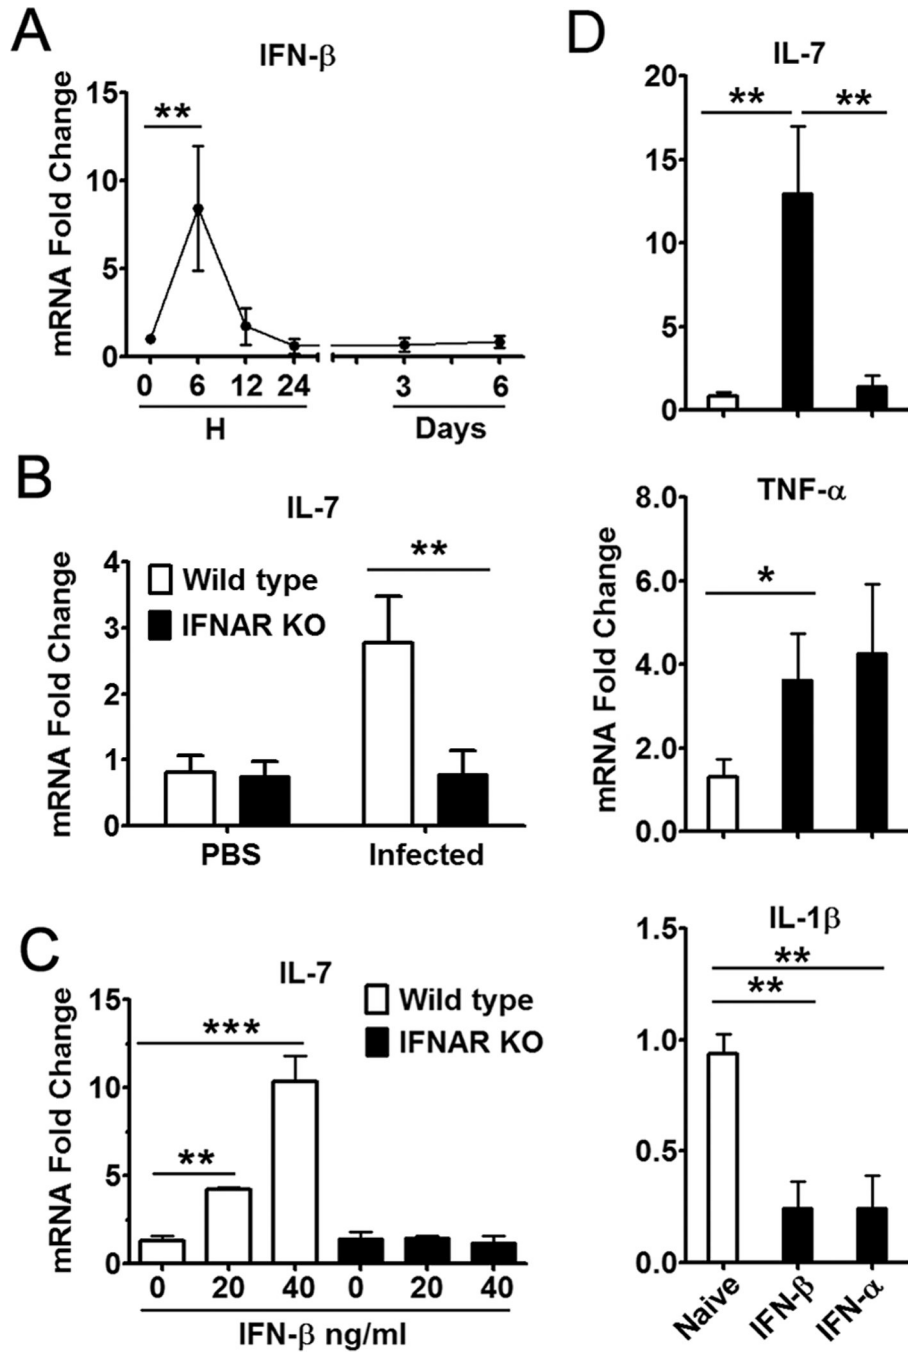 A
IFN-β
mRNA Fold Change
15
10
5
0
**
0 6 12 24 3 6
H Days
B
IL-7
mRNA Fold Change
4
3
2
1
0
Wild type
IFNAR KO
**
PBS Infected
C
IL-7
mRNA Fold Change
15
10
5
0
Wild type
IFNAR KO
***
**
0 20 40 0 20 40
IFN-β ng/ml
D
IL-7
20
15
10
5
0
** **
TNF-α
mRNA Fold Change
8.0
6.0
4.0
2.0
0.0
*
IL-1β
1.5
1.0
0.5
0.0
**
**
Naive IFN-β IFN-α